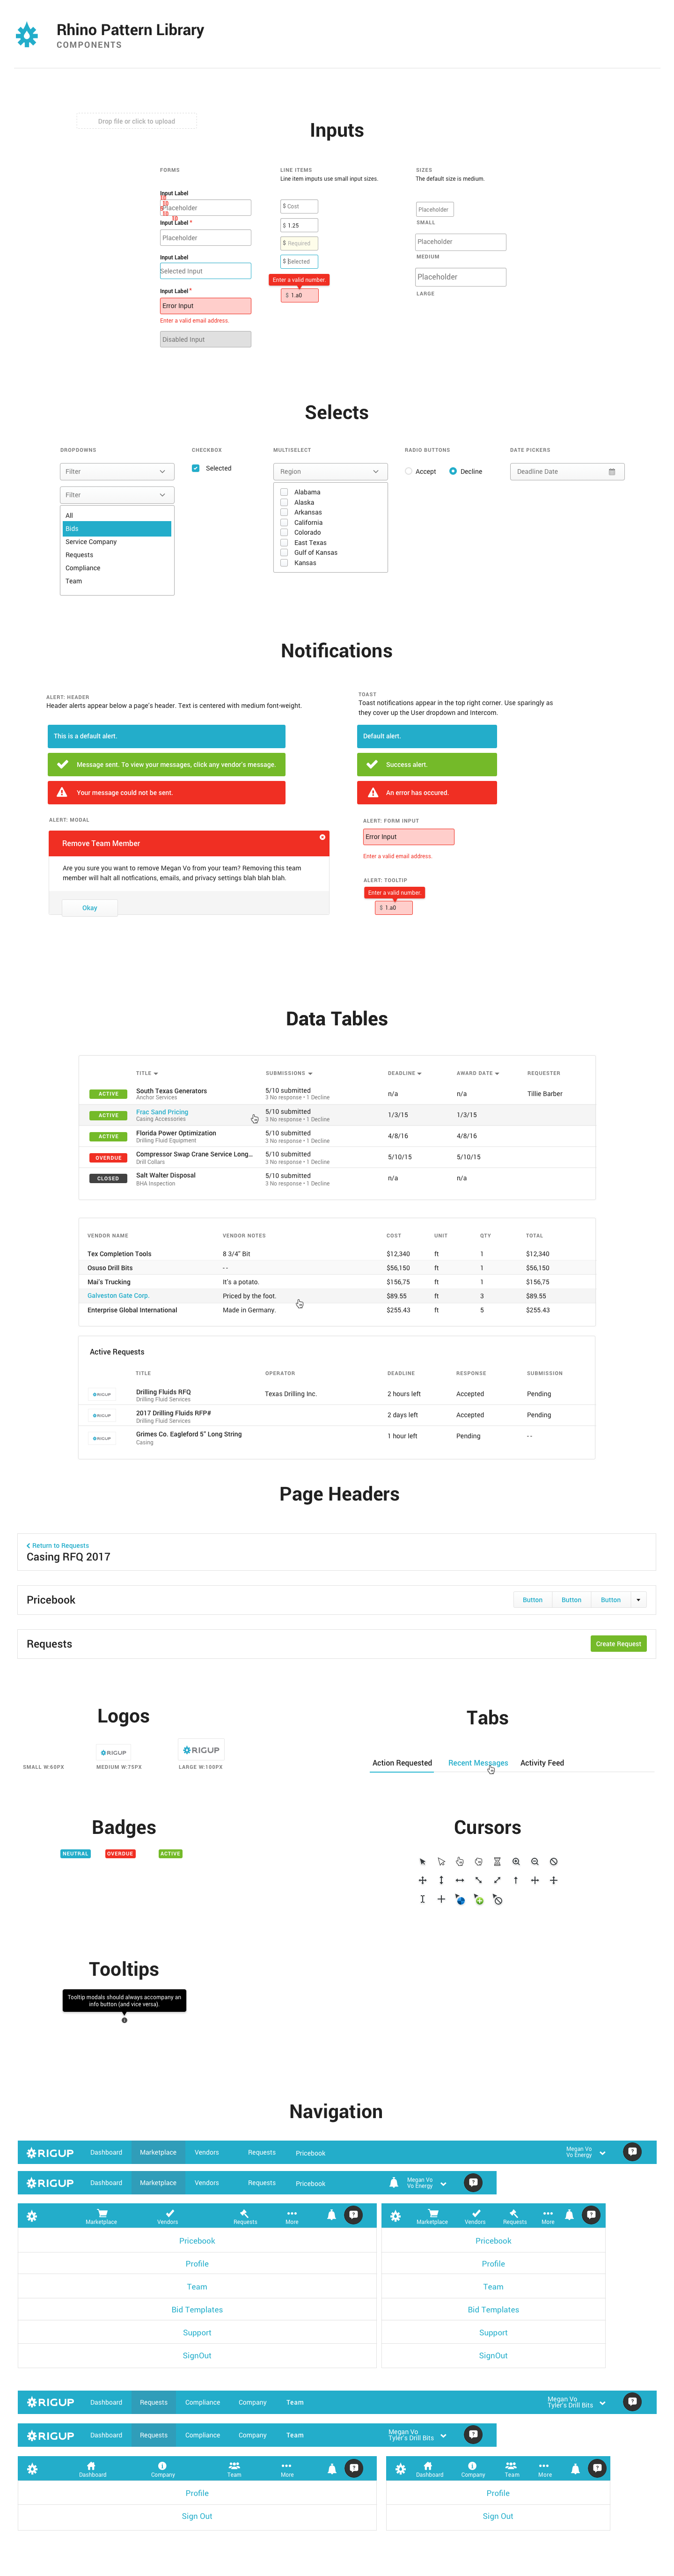 Rhino Pattern Library
COMPONENTS
Drop file or click to upload
Inputs
FORMS
Input Label
10
10
Placeholder
10
10
Input Label *
Placeholder
Input Label
Selected Input
Input Label *
Error Input
Enter a valid email address.
Disabled Input
LINE ITEMS
Line item imputs use small input sizes.
$ Cost
$ 1.25
$ Required
$ Selected
Enter a valid number.
$ 1.a0
SIZES
The default size is medium.
Placeholder
SMALL
Placeholder
MEDIUM
Placeholder
LARGE
Selects
DROPDOWNS
Filter
Filter
All
Bids
Service Company
Requests
Compliance
Team
CHECKBOX
Selected
MULTISELECT
Region
Alabama
Alaska
Arkansas
California
Colorado
East Texas
Gulf of Kansas
Kansas
RADIO BUTTONS
Accept
Decline
DATE PICKERS
Deadline Date
Notifications
ALERT: HEADER
Header alerts appear below a page's header. Text is centered with medium font-weight.
This is a default alert.
Message sent. To view your messages, click any vendor's message.
Your message could not be sent.
ALERT: MODAL
Remove Team Member
Are you sure you want to remove Megan Vo from your team? Removing this team
member will halt all notfications, emails, and privacy settings blah blah blah.
Okay
TOAST
Toast notifications appear in the top right corner. Use sparingly as
they cover up the User dropdown and Intercom.
Default alert.
Success alert.
An error has occured.
ALERT: FORM INPUT
Error Input
Enter a valid email address.
ALERT: TOOLTIP
Enter a valid number.
$ 1.a0
Data Tables
TITLE SUBMISSIONS DEADLINE AWARD DATE REQUESTER
ACTIVE South Texas Generators 5/10 submitted n/a n/a Tillie Barber
Anchor Services 3 No response • 1 Decline
ACTIVE Frac Sand Pricing 5/10 submitted 1/3/15 1/3/15
Casing Accessories 3 No response • 1 Decline
ACTIVE Florida Power Optimization 5/10 submitted 4/8/16 4/8/16
Drilling Fluid Equipment 3 No response • 1 Decline
OVERDUE Compressor Swap Crane Service Long... 5/10 submitted 5/10/15 5/10/15
Drill Collars 3 No response • 1 Decline
CLOSED Salt Walter Disposal 5/10 submitted n/a n/a
BHA Inspection 3 No response • 1 Decline
VENDOR NAME VENDOR NOTES COST UNIT QTY TOTAL
Tex Completion Tools 8 3/4" Bit $12,340 ft 1 $12,340
Osuso Drill Bits -- $56,150 ft 1 $56,150
Mai's Trucking It's a potato. $156,75 ft 1 $156,75
Galveston Gate Corp. Priced by the foot. $89.55 ft 3 $89.55
Enterprise Global International Made in Germany. $255.43 ft 5 $255.43
Active Requests
TITLE OPERATOR DEADLINE RESPONSE SUBMISSION
RIGUP Drilling Fluids RFQ Texas Drilling Inc. 2 hours left Accepted Pending
Drilling Fluid Services
RIGUP 2017 Drilling Fluids RFP# 2 days left Accepted Pending
Drilling Fluid Services
RIGUP Grimes Co. Eagleford 5" Long String 1 hour left Pending --
Casing
Page Headers
Return to Requests
Casing RFQ 2017
Pricebook
Button Button Button
Requests
Create Request
Logos
RIGUP
RIGUP
SMALL W:60PX MEDIUM W:75PX LARGE W:100PX
Tabs
Action Requested Recent Messages Activity Feed
Badges
NEUTRAL OVERDUE ACTIVE
Cursors
Tooltips
Tooltip modals should always accompany an
info button (and vice versa).
Navigation
RIGUP Dashboard Marketplace Vendors Requests Pricebook Megan Vo
Vo Energy
RIGUP Dashboard Marketplace Vendors Requests Pricebook Megan Vo
Vo Energy
Marketplace Vendors Requests More
Pricebook
Profile
Team
Bid Templates
Support
SignOut
Marketplace Vendors Requests More
Pricebook
Profile
Team
Bid Templates
Support
SignOut
RIGUP Dashboard Requests Compliance Company Team Megan Vo
Tyler's Drill Bits
RIGUP Dashboard Requests Compliance Company Team Megan Vo
Tyler's Drill Bits
Dashboard Company Team More
Profile
Sign Out
Dashboard Company Team More
Profile
Sign Out